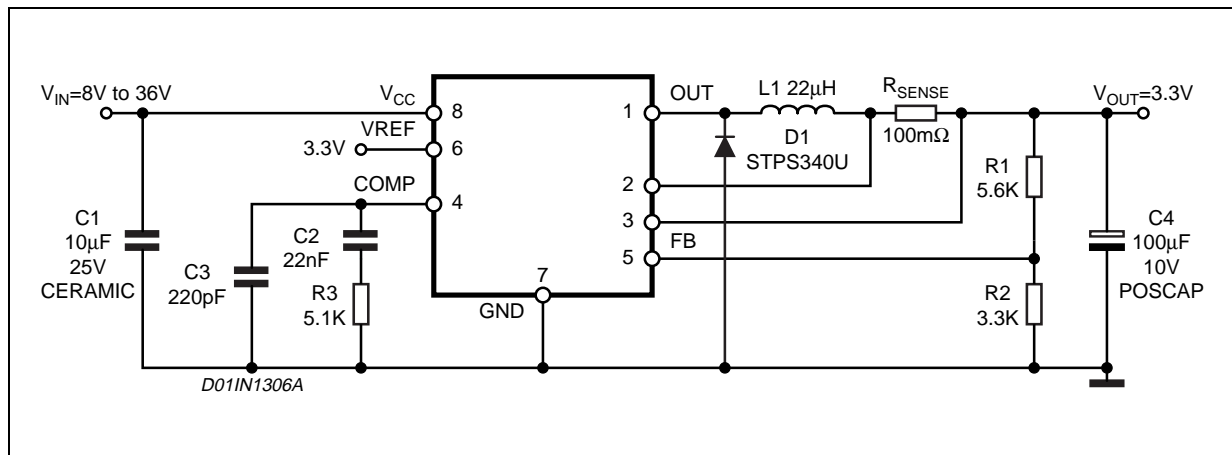 V_IN=8V to 36V
V_CC
8
VREF
3.3V
6
COMP
4
C1
10µF
25V
CERAMIC
C3
220pF
C2
22nF
R3
5.1K
7
GND
1
OUT
2
3
5
FB
L1 22µH
D1
STPS340U
R_SENSE
100mΩ
V_OUT=3.3V
R1
5.6K
R2
3.3K
C4
100µF
10V
POSCAP
D01IN1306A